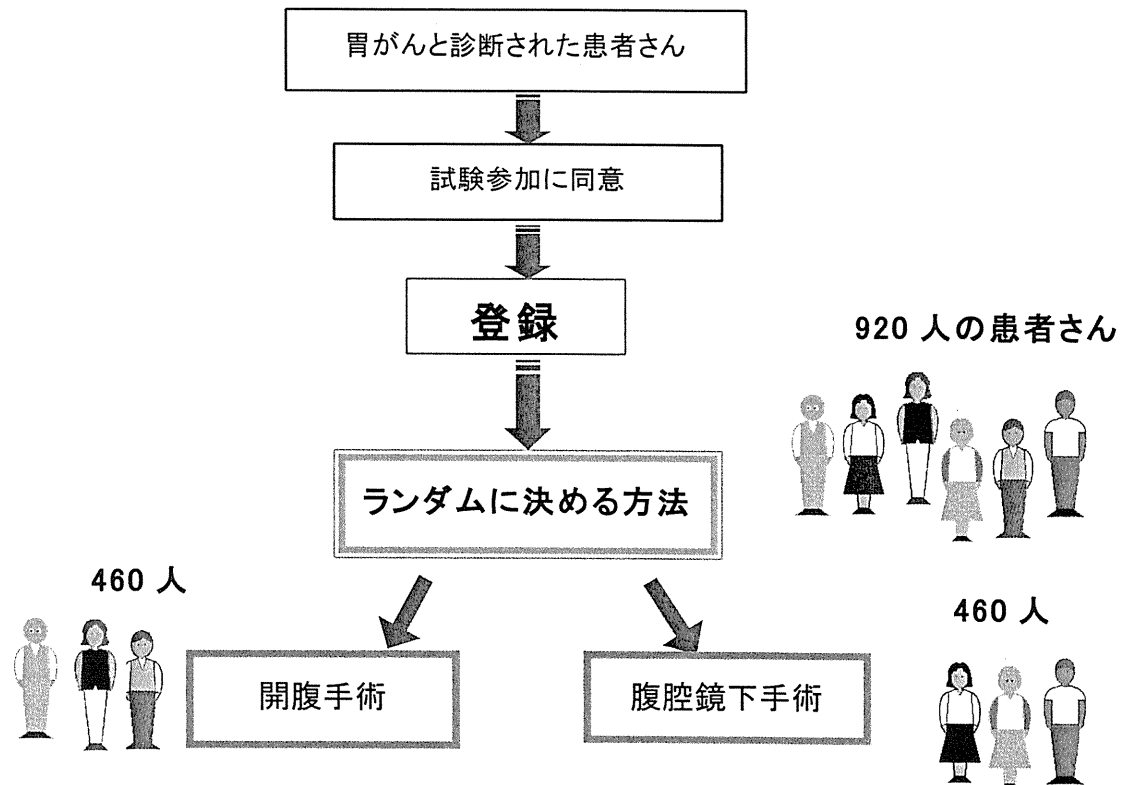 胃がんと診断された患者さん
試験参加に同意
登録
920 人の患者さん
ランダムに決める方法
460 人
460 人
開腹手術
腹腔鏡下手術